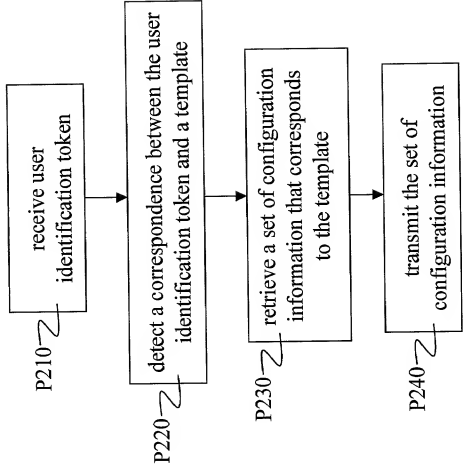 P210
receive user
identification token
P220
detect a correspondence between the user
identification token and a template
P230
retrieve a set of configuration
information that corresponds
to the template
P240
transmit the set of
configuration information